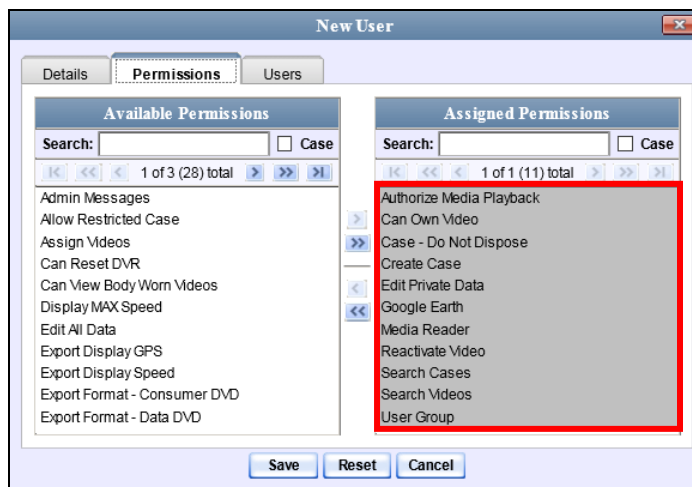 New User
Details Permissions Users
Available Permissions
Search: Case
1 of 3 (28) total
Admin Messages
Allow Restricted Case
Assign Videos
Can Reset DVR
Can View Body Worn Videos
Display MAX Speed
Edit All Data
Export Display GPS
Export Display Speed
Export Format - Consumer DVD
Export Format - Data DVD
Assigned Permissions
Search: Case
1 of 1 (11) total
Authorize Media Playback
Can Own Video
Case - Do Not Dispose
Create Case
Edit Private Data
Google Earth
Media Reader
Reactivate Video
Search Cases
Search Videos
User Group
Save Reset Cancel